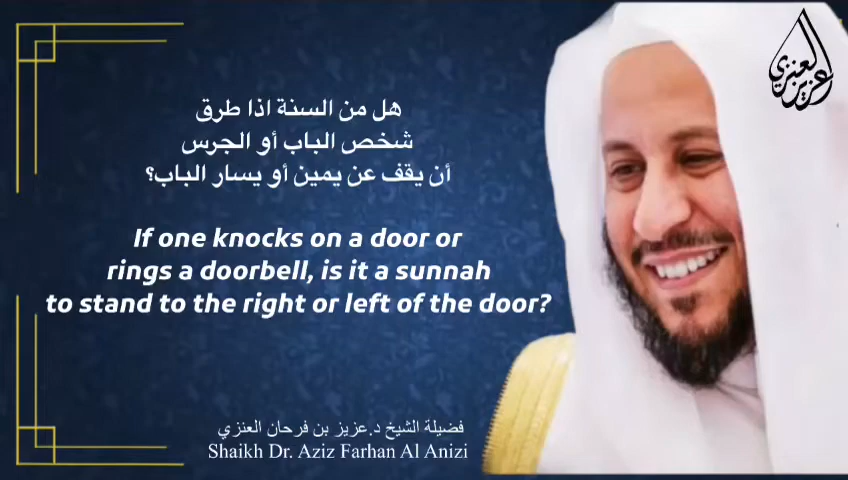 هل من السنة اذا طرق
شخص الباب أو الجرس
أن يقف عن يمين أو يسار الباب؟
If one knocks on a door or
rings a doorbell, is it a sunnah
to stand to the right or left of the door?
فضيلة الشيخ د.عزيز بن فرحان العنزي
Shaikh Dr. Aziz Farhan Al Anizi
عزيز العنزي